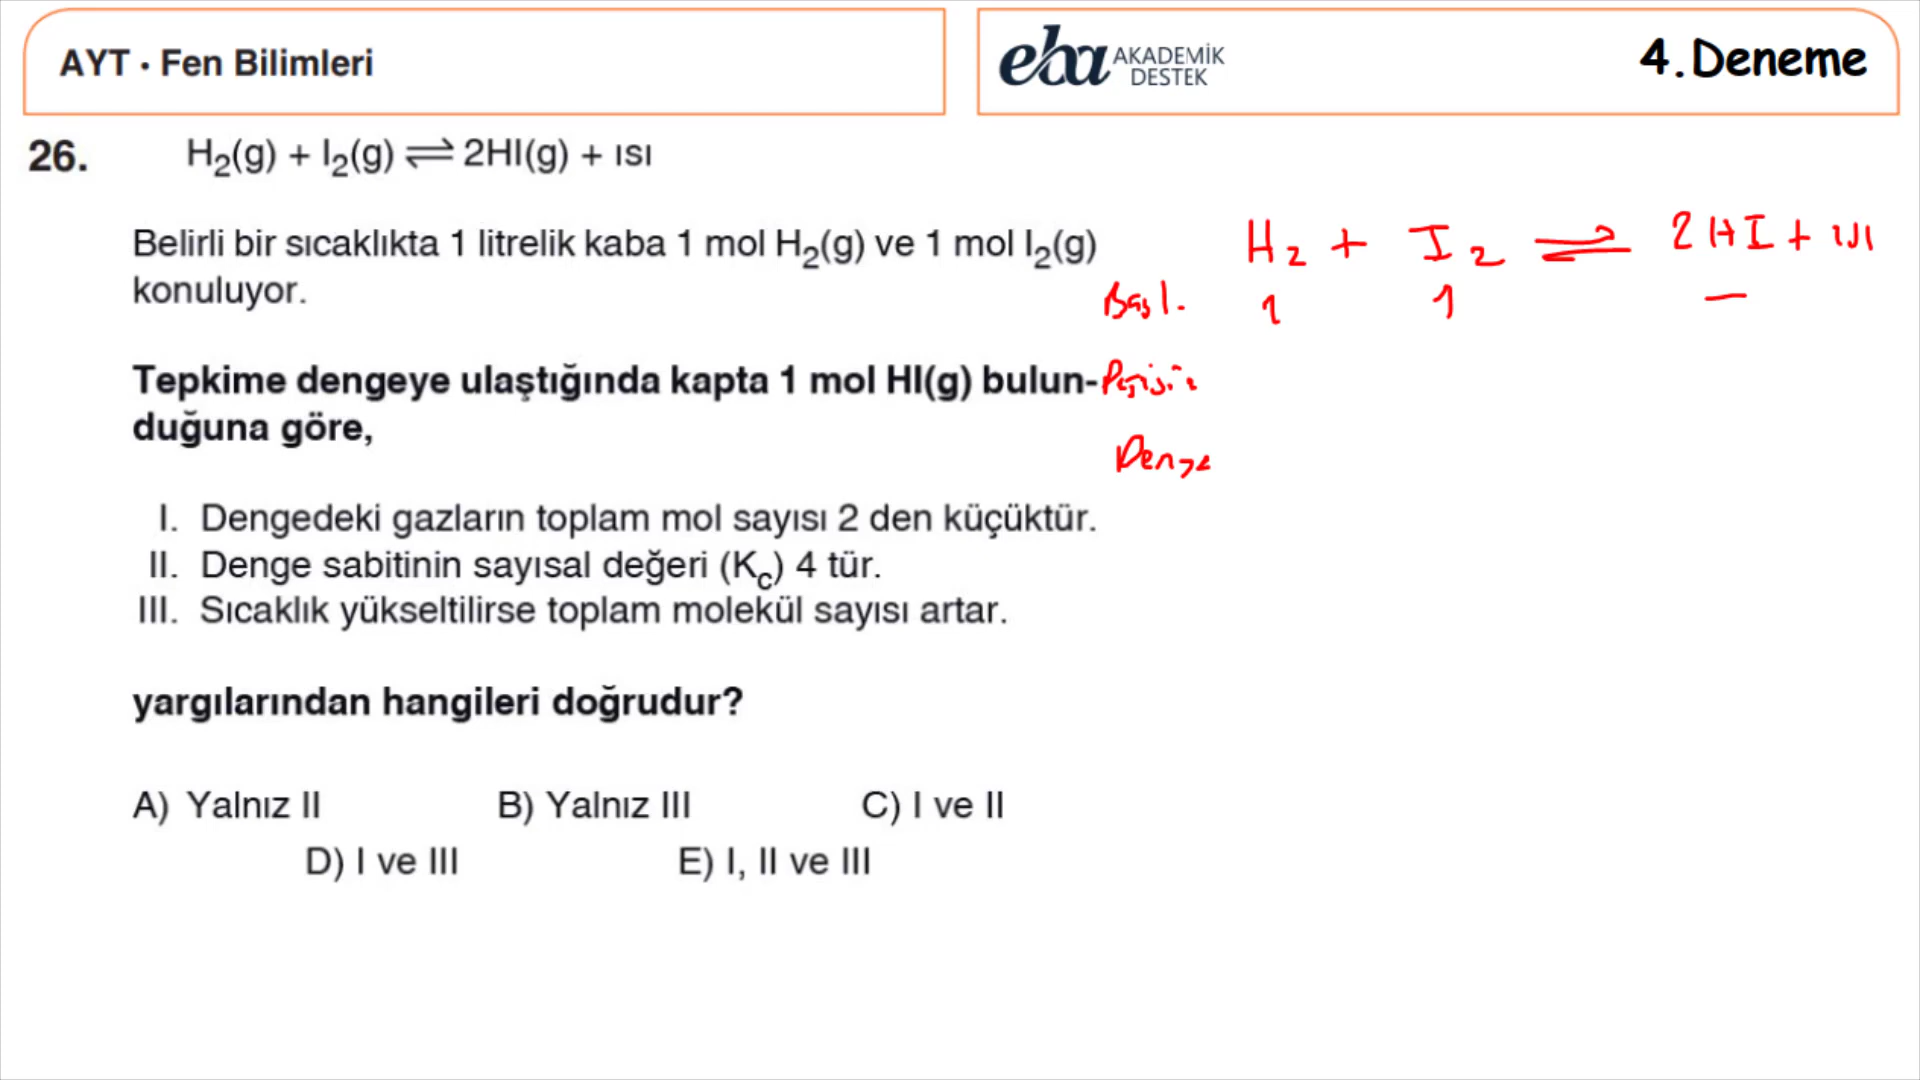 AYT • Fen Bilimleri
eba AKADEMİK DESTEK
4.Deneme
26. H₂(g) + I₂(g) ⇌ 2HI(g) + ısı
Belirli bir sıcaklıkta 1 litrelik kaba 1 mol H₂(g) ve 1 mol I₂(g)
konuluyor.
Tepkime dengeye ulaştığında kapta 1 mol HI(g) bulun-
duğuna göre,
I. Dengedeki gazların toplam mol sayısı 2 den küçüktür.
II. Denge sabitinin sayısal değeri (K_c) 4 tür.
III. Sıcaklık yükseltilirse toplam molekül sayısı artar.
yargılarından hangileri doğrudur?
A) Yalnız II B) Yalnız III C) I ve II
D) I ve III E) I, II ve III
H₂ + I₂ ⇌ 2HI + ısı
Başl. 1 1 —
Denge